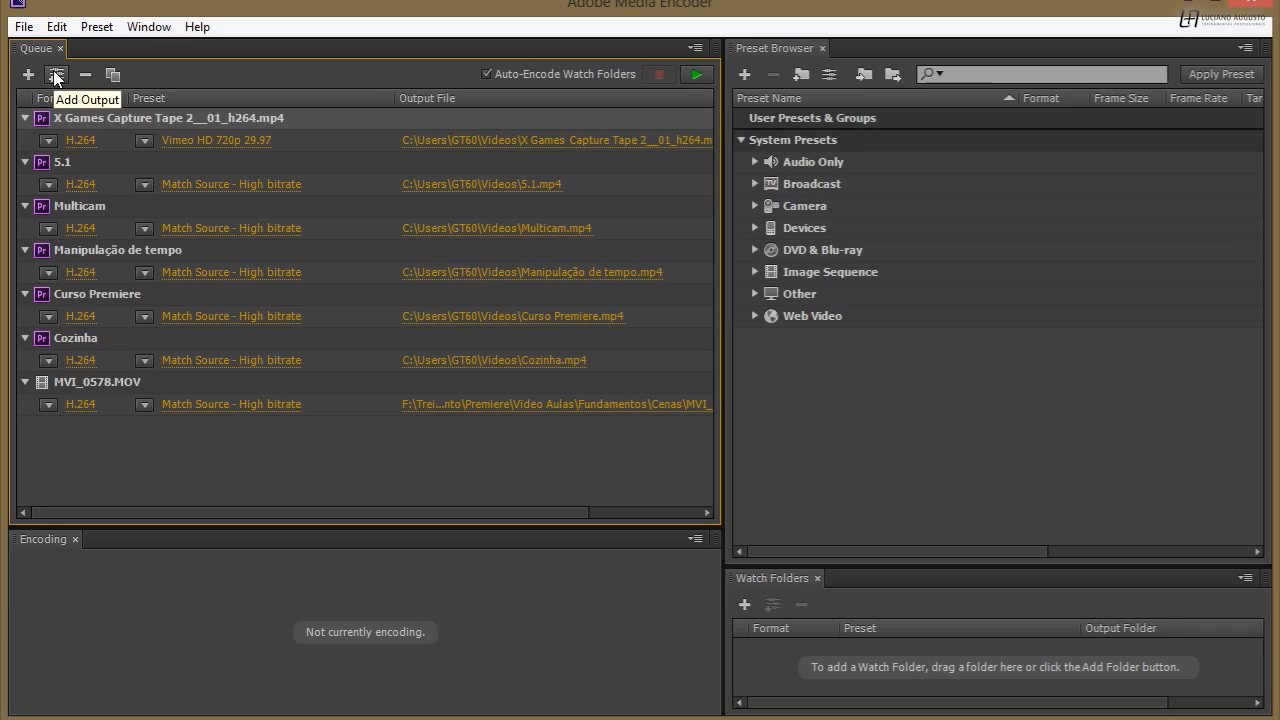 Adobe Media Encoder
LUCIANO AUGUSTO
File Edit Preset Window Help
Queue
Auto-Encode Watch Folders
Add Output
Preset Output File
X Games Capture Tape 2__01_h264.mp4
H.264 Vimeo HD 720p 29.97 C:\Users\GT60\Videos\X Games Capture Tape 2__01_h264.m
Pr 5.1
H.264 Match Source - High bitrate C:\Users\GT60\Videos\5.1.mp4
Pr Multicam
H.264 Match Source - High bitrate C:\Users\GT60\Videos\Multicam.mp4
Pr Manipulação de tempo
H.264 Match Source - High bitrate C:\Users\GT60\Videos\Manipulação de tempo.mp4
Pr Curso Premiere
H.264 Match Source - High bitrate C:\Users\GT60\Videos\Curso Premiere.mp4
Pr Cozinha
H.264 Match Source - High bitrate C:\Users\GT60\Videos\Cozinha.mp4
MVI_0578.MOV
H.264 Match Source - High bitrate F:\Trei...nto\Premiere\Video Aulas\Fundamentos\Cenas\MVI_
Encoding
Not currently encoding.
Preset Browser
Apply Preset
Preset Name Format Frame Size Frame Rate Tar
User Presets & Groups
System Presets
Audio Only
Broadcast
Camera
Devices
DVD & Blu-ray
Image Sequence
Other
Web Video
Watch Folders
Format Preset Output Folder
To add a Watch Folder, drag a folder here or click the Add Folder button.